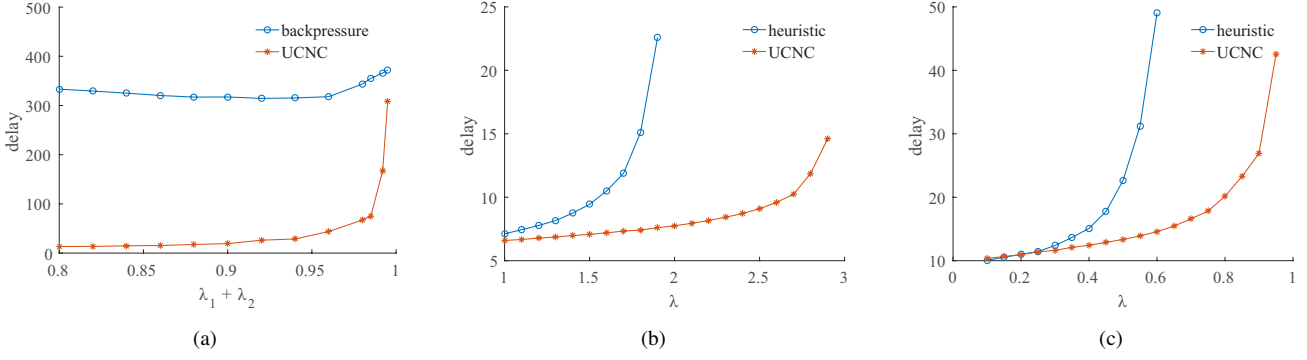 500
400
300
200
100
0
delay
0.8 0.85 0.9 0.95 1
λ₁ + λ₂
backpressure
UCNC
(a)
25
20
15
10
5
delay
1 1.5 2 2.5 3
λ
heuristic
UCNC
(b)
50
40
30
20
10
delay
0 0.2 0.4 0.6 0.8 1
λ
heuristic
UCNC
(c)